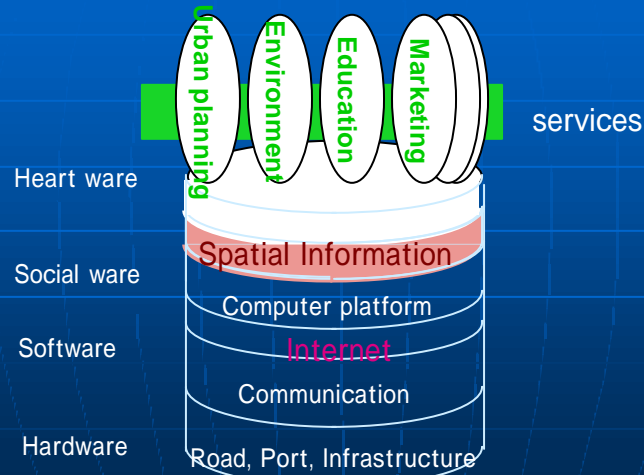 Urban planning
Environment
Education
Marketing
services
Heart ware
Spatial Information
Social ware
Computer platform
Software
Internet
Communication
Hardware
Road, Port, Infrastructure